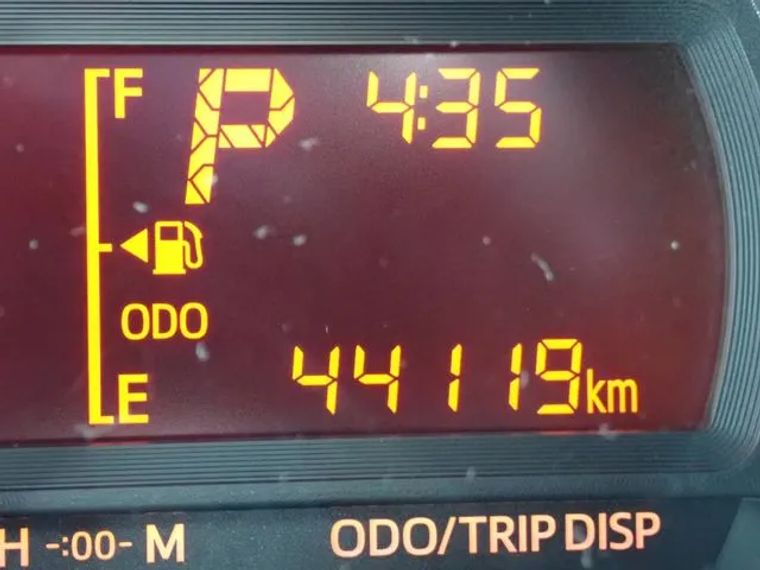 F P 4:35
ODO
E 44119km
H -:00- M ODO/TRIP DISP